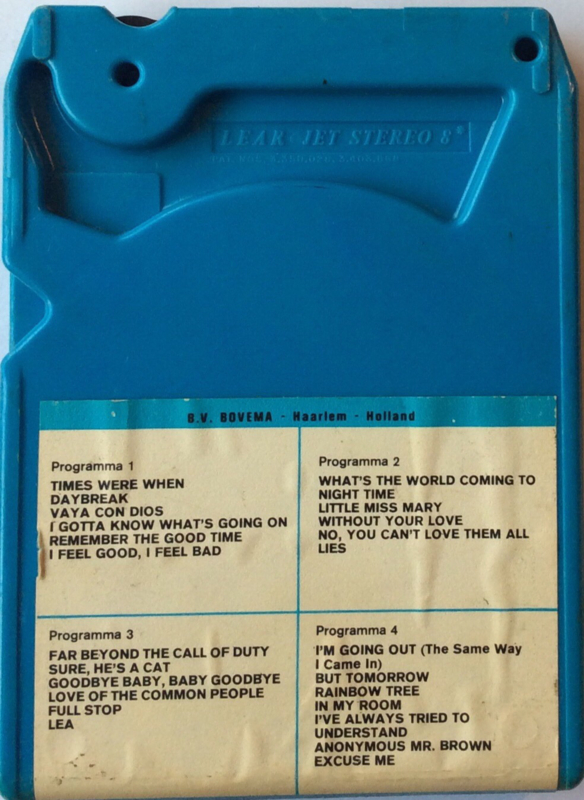 LEAR JET STEREO 8®
B.V. BOVEMA - Haarlem - Holland
Programma 1
TIMES WERE WHEN
DAYBREAK
VAYA CON DIOS
I GOTTA KNOW WHAT'S GOING ON
REMEMBER THE GOOD TIME
I FEEL GOOD, I FEEL BAD
Programma 2
WHAT'S THE WORLD COMING TO
NIGHT TIME
LITTLE MISS MARY
WITHOUT YOUR LOVE
NO, YOU CAN'T LOVE THEM ALL
LIES
Programma 3
FAR BEYOND THE CALL OF DUTY
SURE, HE'S A CAT
GOODBYE BABY, BABY GOODBYE
LOVE OF THE COMMON PEOPLE
FULL STOP
LEA
Programma 4
I'M GOING OUT (The Same Way
I Came In)
BUT TOMORROW
RAINBOW TREE
IN MY ROOM
I'VE ALWAYS TRIED TO
UNDERSTAND
ANONYMOUS MR. BROWN
EXCUSE ME